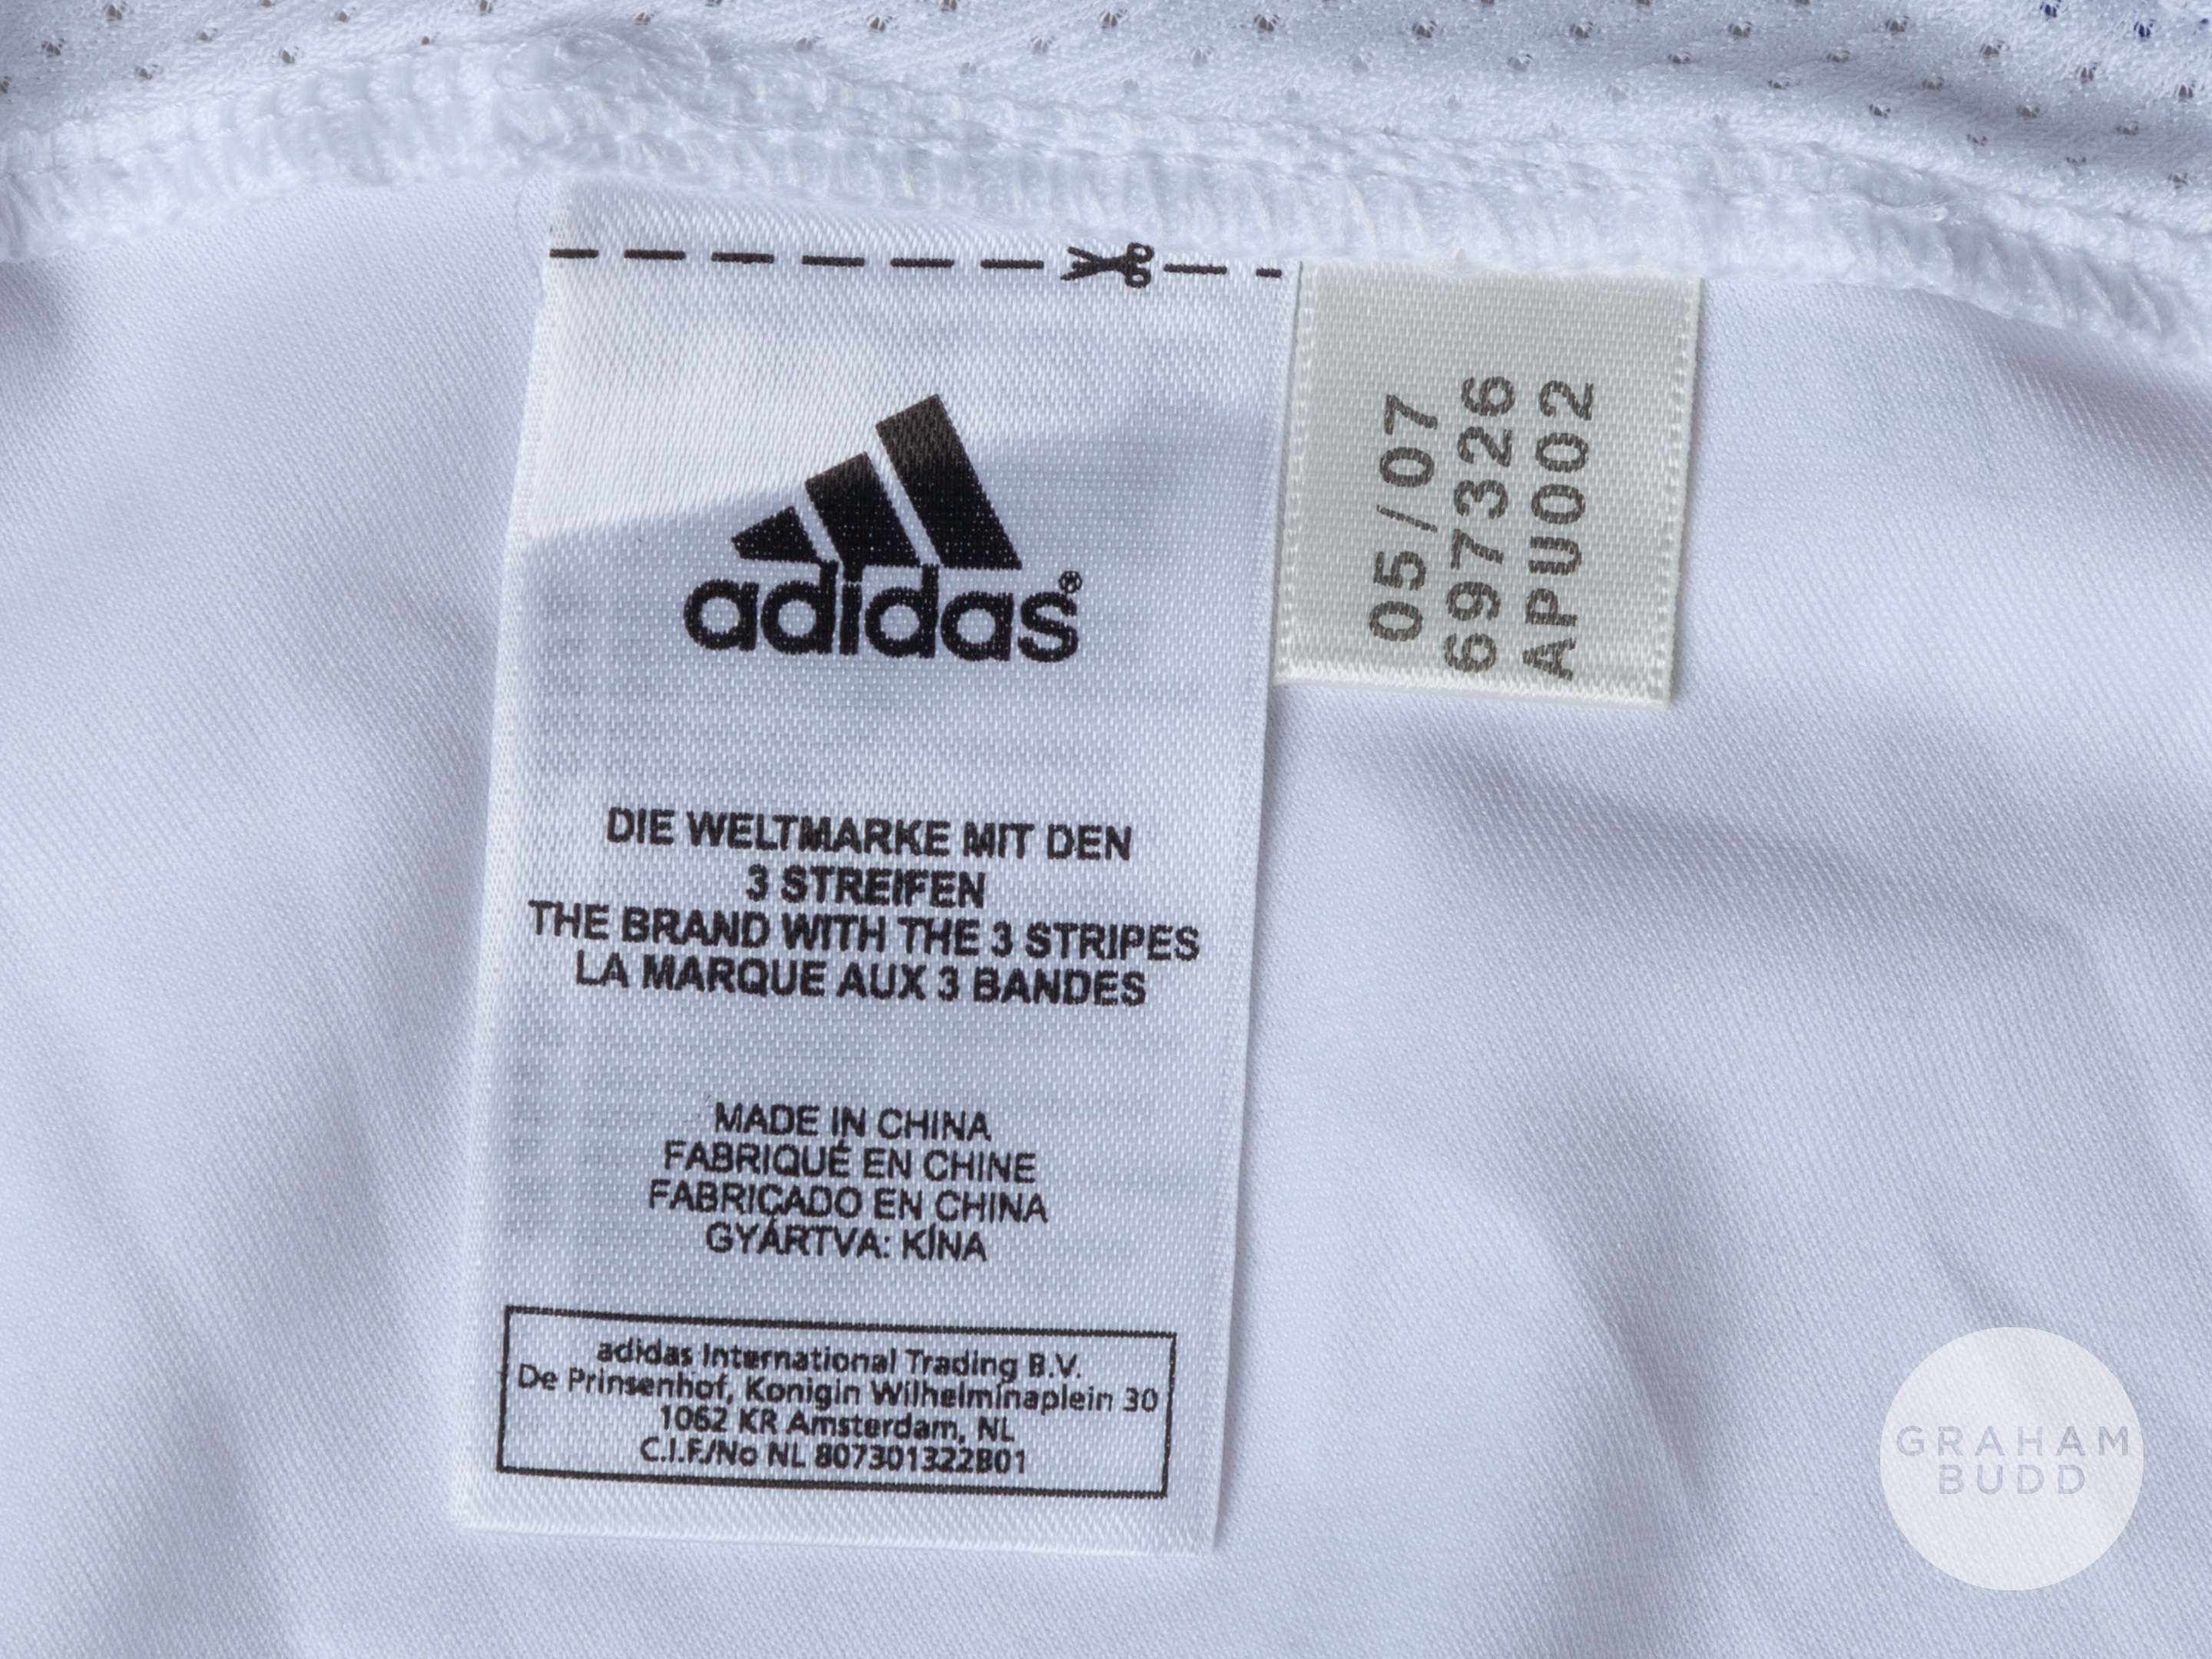 adidas®
DIE WELTMARKE MIT DEN
3 STREIFEN
THE BRAND WITH THE 3 STRIPES
LA MARQUE AUX 3 BANDES
MADE IN CHINA
FABRIQUÉ EN CHINE
FABRICADO EN CHINA
GYÁRTVA: KÍNA
adidas International Trading B.V.
De Prinsenhof, Konigin Wilhelminaplein 30
1062 KR Amsterdam, NL
C.I.F./No NL 807301322B01
05/07
697326
APU002
GRAHAM
BUDD